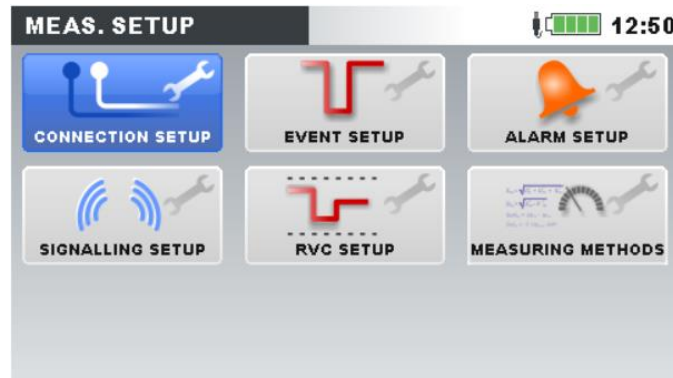 MEAS. SETUP 12:50
CONNECTION SETUP EVENT SETUP ALARM SETUP
SIGNALLING SETUP RVC SETUP MEASURING METHODS